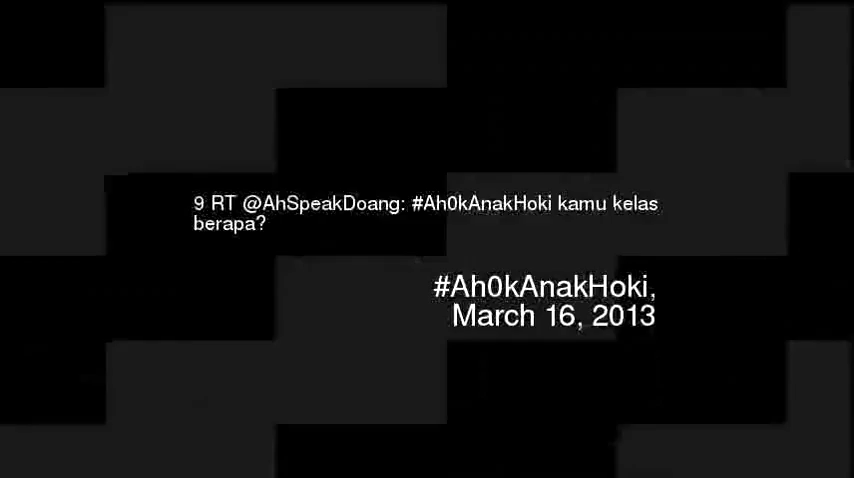 9 RT @AhSpeakDoang: #Ah0kAnakHoki kamu kelas
berapa?
#Ah0kAnakHoki,
March 16, 2013